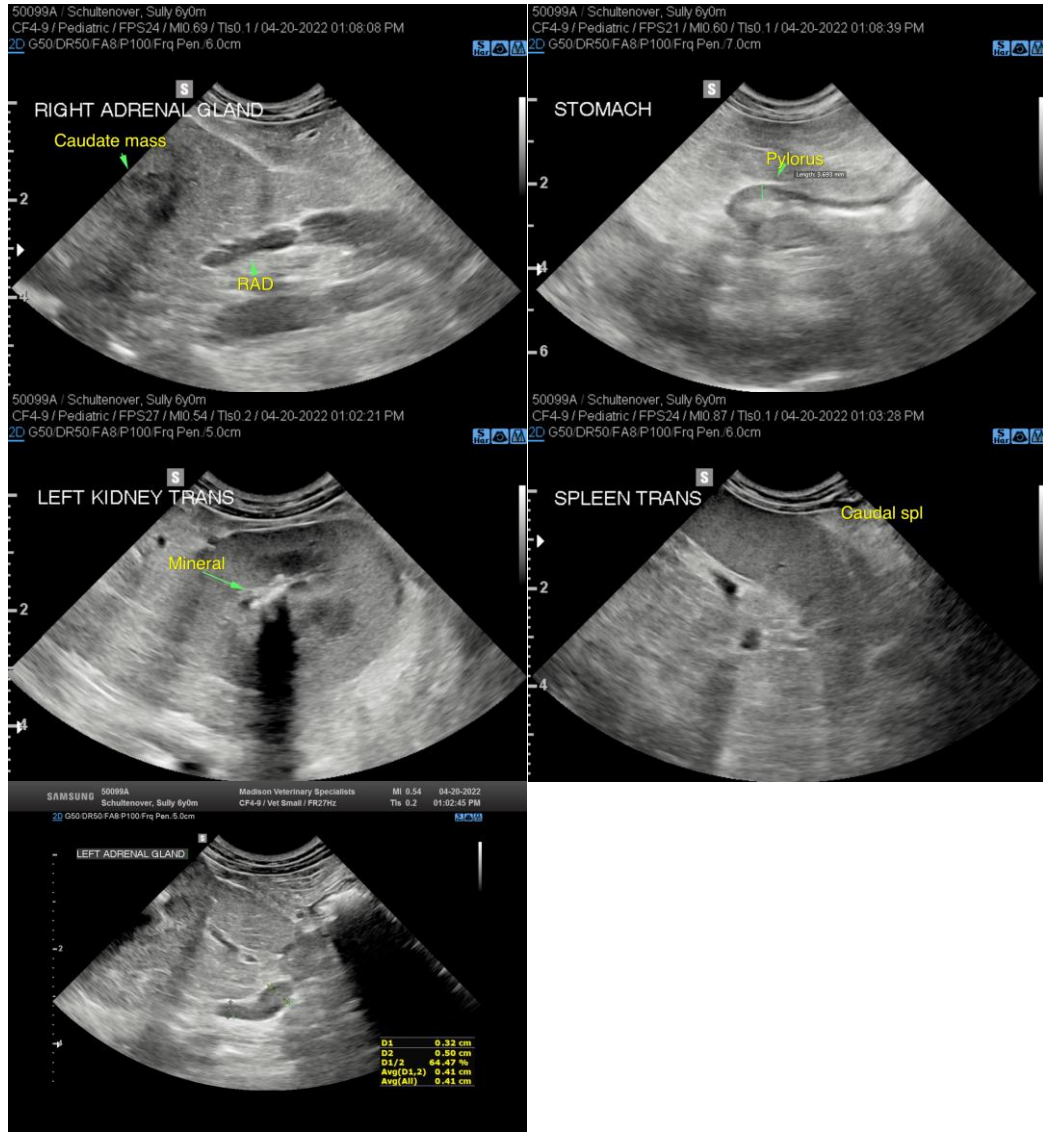 50099A / Schultenover, Sully 6y0m
CF4-9 / Pediatric / FPS24 / MI0.69 / TIs0.1 / 04-20-2022 01:08:08 PM
2D G50/DR50/FA8/P100/Frq Pen./6.0cm
S
Har
S
RIGHT ADRENAL GLAND
Caudate mass
2
RAD
4
50099A / Schultenover, Sully 6y0m
CF4-9 / Pediatric / FPS21 / MI0.60 / TIs0.1 / 04-20-2022 01:08:39 PM
2D G50/DR50/FA8/P100/Frq Pen./7.0cm
S
Har
S
STOMACH
Pylorus
Length: 3.693 mm
2
4
6
50099A / Schultenover, Sully 6y0m
CF4-9 / Pediatric / FPS27 / MI0.54 / TIs0.2 / 04-20-2022 01:02:21 PM
2D G50/DR50/FA8/P100/Frq Pen./5.0cm
S
Har
S
LEFT KIDNEY TRANS
Mineral
2
4
50099A / Schultenover, Sully 6y0m
CF4-9 / Pediatric / FPS24 / MI0.87 / TIs0.1 / 04-20-2022 01:03:28 PM
2D G50/DR50/FA8/P100/Frq Pen./6.0cm
S
Har
S
SPLEEN TRANS
Caudal spl
2
4
SAMSUNG 50099A Madison Veterinary Specialists MI 0.54 04-20-2022
Schultenover, Sully 6y0m CF4-9 / Vet Small / FR27Hz TIs 0.2 01:02:45 PM
2D G50/DR50/FA8/P100/Frq Pen./5.0cm
S
LEFT ADRENAL GLAND
2
4
D1 0.32 cm
D2 0.50 cm
D1/2 64.47 %
Avg(D1,2) 0.41 cm
Avg(All) 0.41 cm